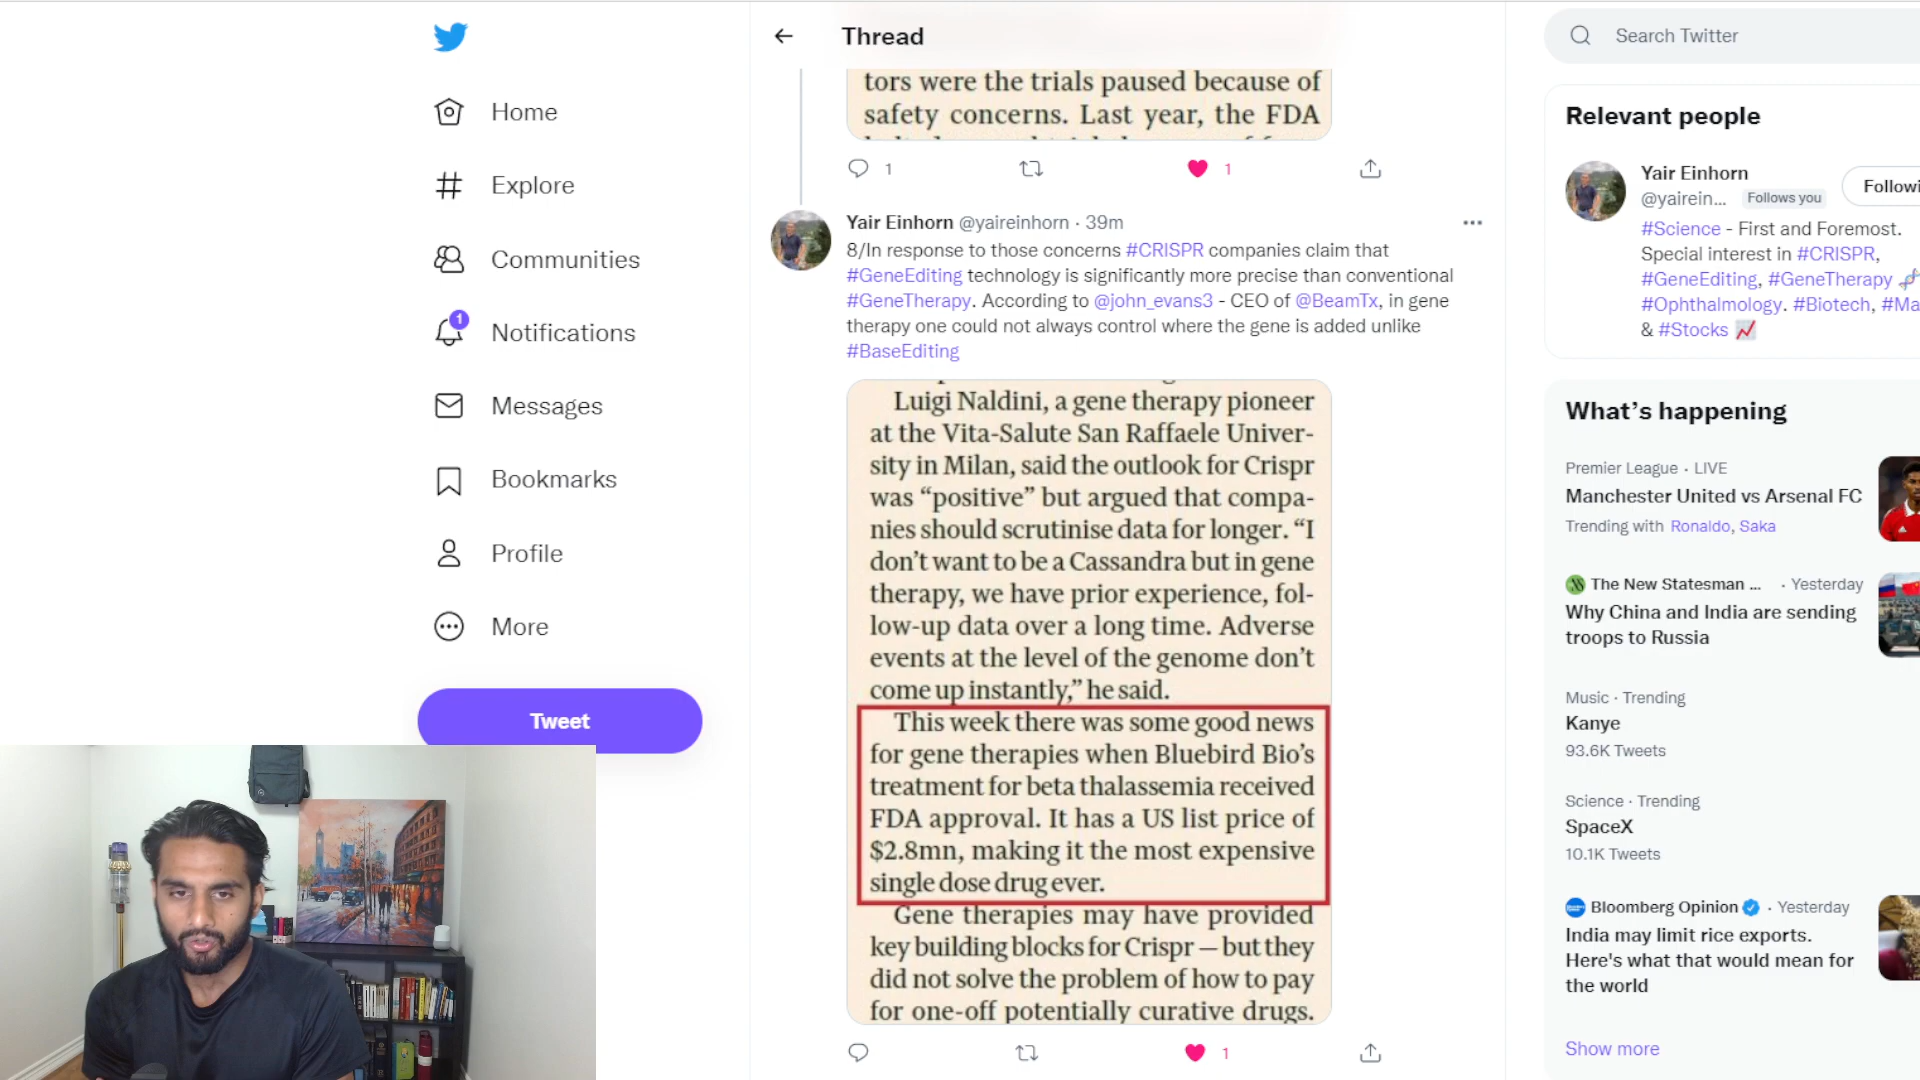 Home
Explore
Communities
1
Notifications
Messages
Bookmarks
Profile
More
Tweet
Thread
tors were the trials paused because of
safety concerns. Last year, the FDA
1
1
Yair Einhorn @yaireinhorn · 39m
8/In response to those concerns #CRISPR companies claim that
#GeneEditing technology is significantly more precise than conventional
#GeneTherapy. According to @john_evans3 - CEO of @BeamTx, in gene
therapy one could not always control where the gene is added unlike
#BaseEditing
Luigi Naldini, a gene therapy pioneer
at the Vita-Salute San Raffaele Univer-
sity in Milan, said the outlook for Crispr
was “positive” but argued that compa-
nies should scrutinise data for longer. “I
don’t want to be a Cassandra but in gene
therapy, we have prior experience, fol-
low-up data over a long time. Adverse
events at the level of the genome don’t
come up instantly,” he said.
This week there was some good news
for gene therapies when Bluebird Bio’s
treatment for beta thalassemia received
FDA approval. It has a US list price of
$2.8mn, making it the most expensive
single dose drug ever.
Gene therapies may have provided
key building blocks for Crispr — but they
did not solve the problem of how to pay
for one-off potentially curative drugs.
1
Search Twitter
Relevant people
Yair Einhorn
@yairein... Follows you
Followi
#Science - First and Foremost.
Special interest in #CRISPR,
#GeneEditing, #GeneTherapy
#Ophthalmology. #Biotech, #Ma
& #Stocks
What’s happening
Premier League · LIVE
Manchester United vs Arsenal FC
Trending with Ronaldo, Saka
The New Statesman ... · Yesterday
Why China and India are sending
troops to Russia
Music · Trending
Kanye
93.6K Tweets
Science · Trending
SpaceX
10.1K Tweets
Bloomberg Opinion · Yesterday
India may limit rice exports.
Here's what that would mean for
the world
Show more